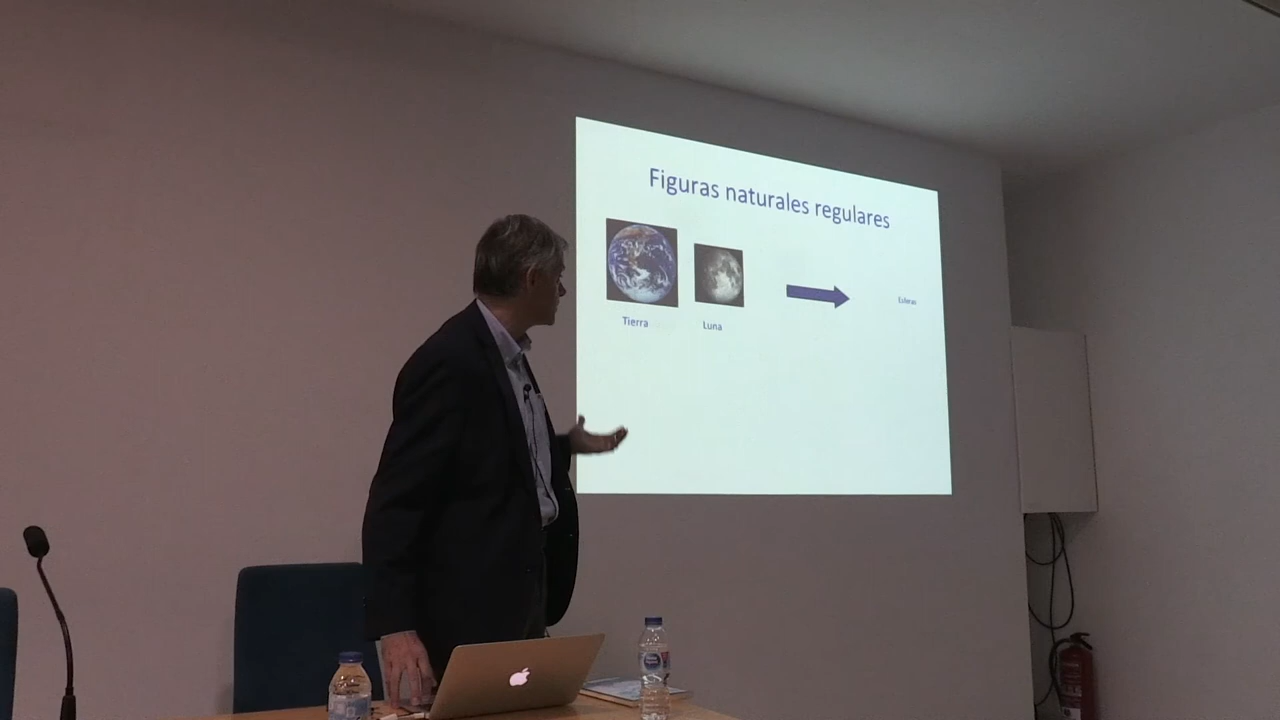 Figuras naturales regulares
Tierra
Luna
Esferas